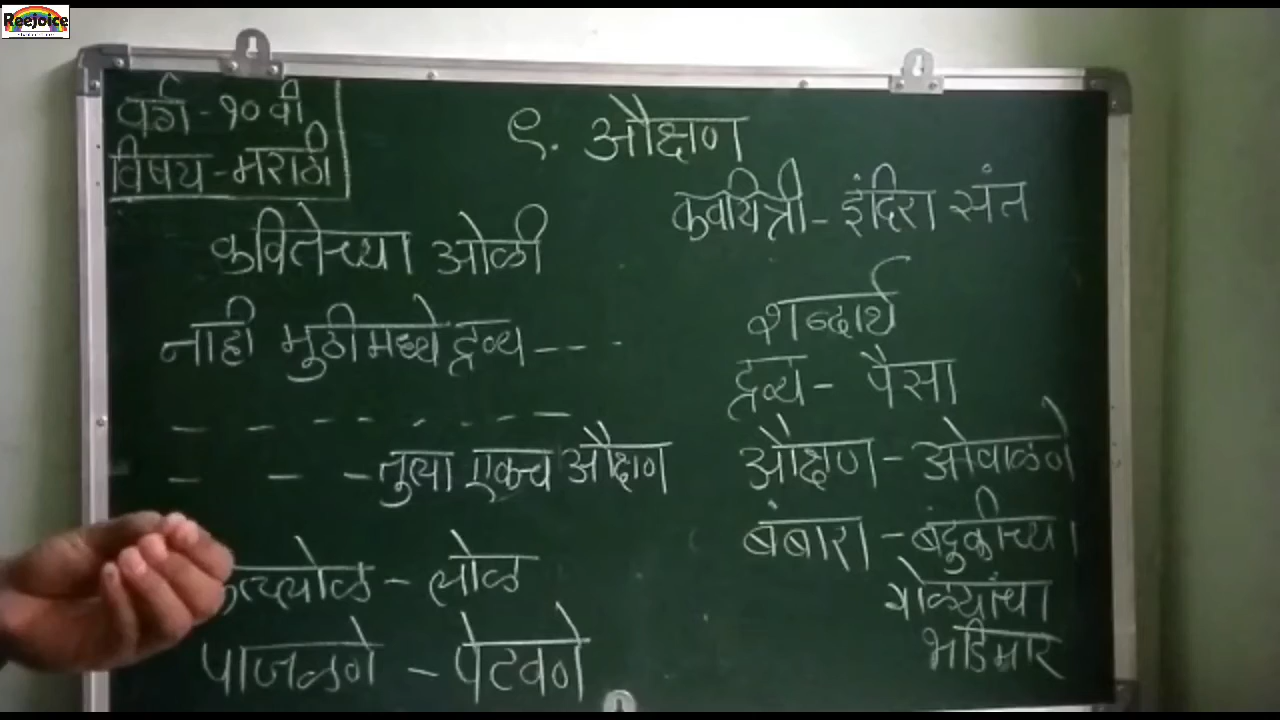 Reejoice
वर्ग - १० वी
विषय - मराठी
९. औक्षण
कवयित्री - इंदिरा संत
कवितेच्या ओळी
नाही मुठीमध्ये द्रव्य - - -
- - - - - - - -
- - - तुला एकच औक्षण
- लोळ
पाजळणे - पेटवणे
शब्दार्थ
द्रव्य - पैसा
औक्षण - ओवाळणे
बंबारा - बंदुकीच्या
गोळ्यांचा
भडिमार